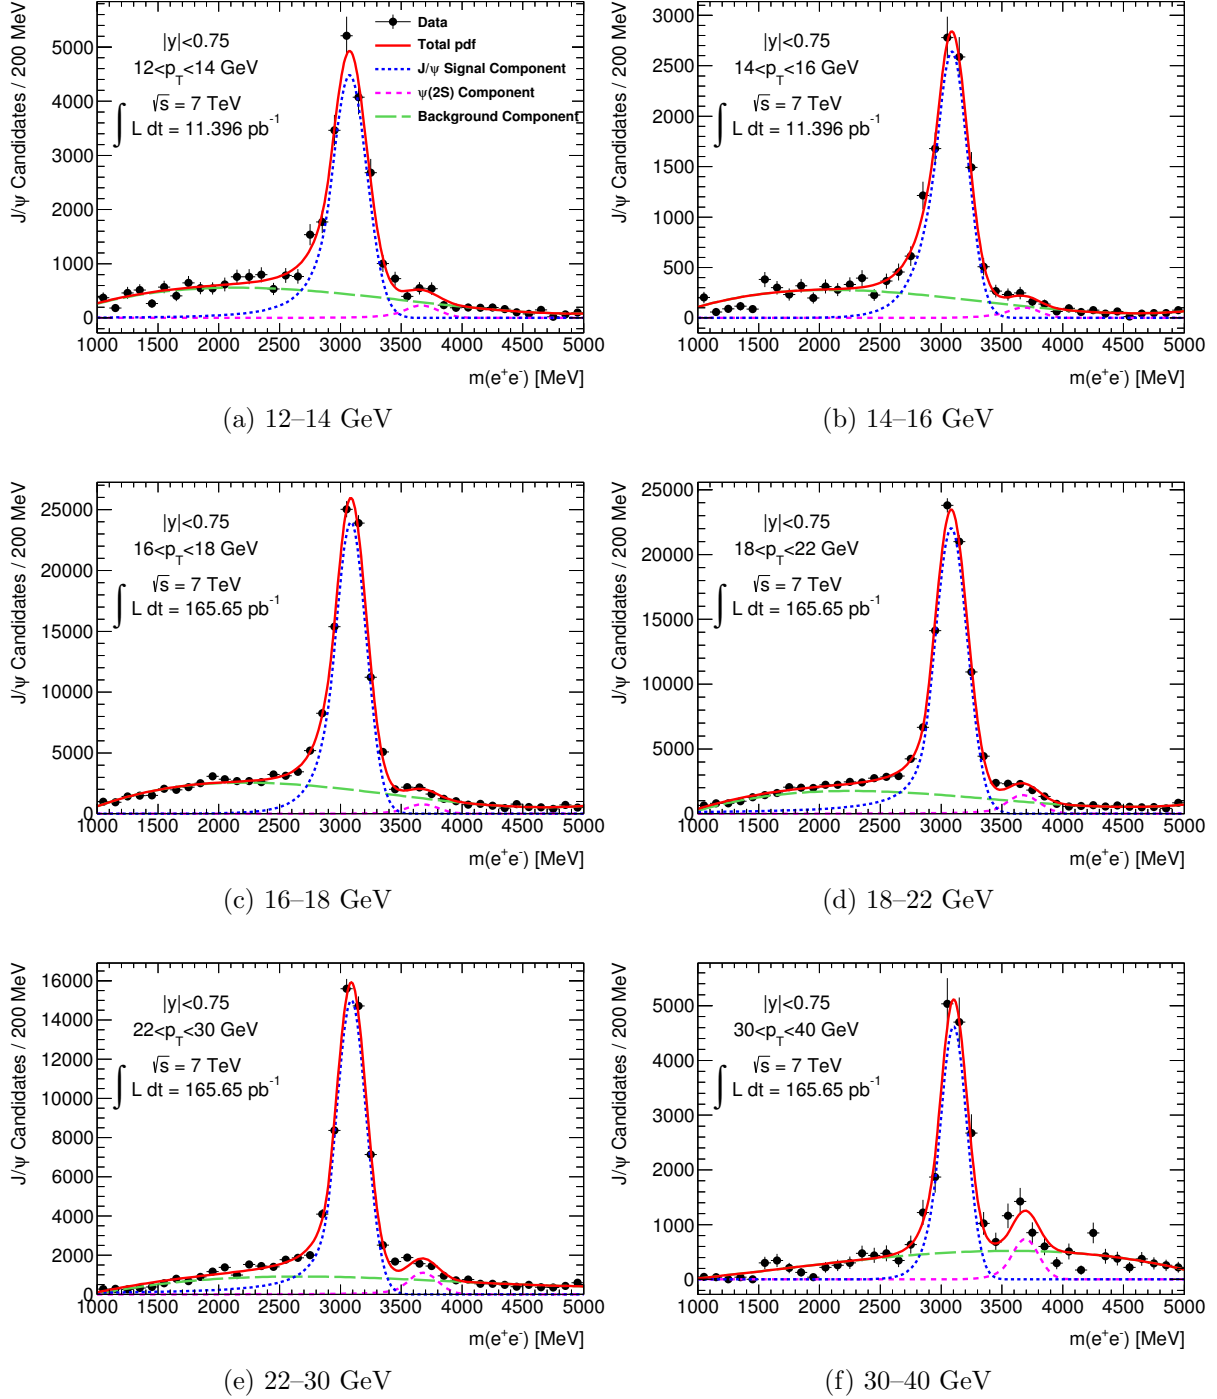 J/ψ Candidates / 200 MeV
5000
4000
3000
2000
1000
0
|y|<0.75
12<p_T<14 GeV
√s = 7 TeV
∫ L dt = 11.396 pb⁻¹
Data
Total pdf
J/ψ Signal Component
ψ(2S) Component
Background Component
1000 1500 2000 2500 3000 3500 4000 4500 5000
m(e⁺e⁻) [MeV]
(a) 12–14 GeV
J/ψ Candidates / 200 MeV
3000
2500
2000
1500
1000
500
0
|y|<0.75
14<p_T<16 GeV
√s = 7 TeV
∫ L dt = 11.396 pb⁻¹
1000 1500 2000 2500 3000 3500 4000 4500 5000
m(e⁺e⁻) [MeV]
(b) 14–16 GeV
J/ψ Candidates / 200 MeV
25000
20000
15000
10000
5000
0
|y|<0.75
16<p_T<18 GeV
√s = 7 TeV
∫ L dt = 165.65 pb⁻¹
1000 1500 2000 2500 3000 3500 4000 4500 5000
m(e⁺e⁻) [MeV]
(c) 16–18 GeV
J/ψ Candidates / 200 MeV
25000
20000
15000
10000
5000
0
|y|<0.75
18<p_T<22 GeV
√s = 7 TeV
∫ L dt = 165.65 pb⁻¹
1000 1500 2000 2500 3000 3500 4000 4500 5000
m(e⁺e⁻) [MeV]
(d) 18–22 GeV
J/ψ Candidates / 200 MeV
16000
14000
12000
10000
8000
6000
4000
2000
0
|y|<0.75
22<p_T<30 GeV
√s = 7 TeV
∫ L dt = 165.65 pb⁻¹
1000 1500 2000 2500 3000 3500 4000 4500 5000
m(e⁺e⁻) [MeV]
(e) 22–30 GeV
J/ψ Candidates / 200 MeV
5000
4000
3000
2000
1000
0
|y|<0.75
30<p_T<40 GeV
√s = 7 TeV
∫ L dt = 165.65 pb⁻¹
1000 1500 2000 2500 3000 3500 4000 4500 5000
m(e⁺e⁻) [MeV]
(f) 30–40 GeV